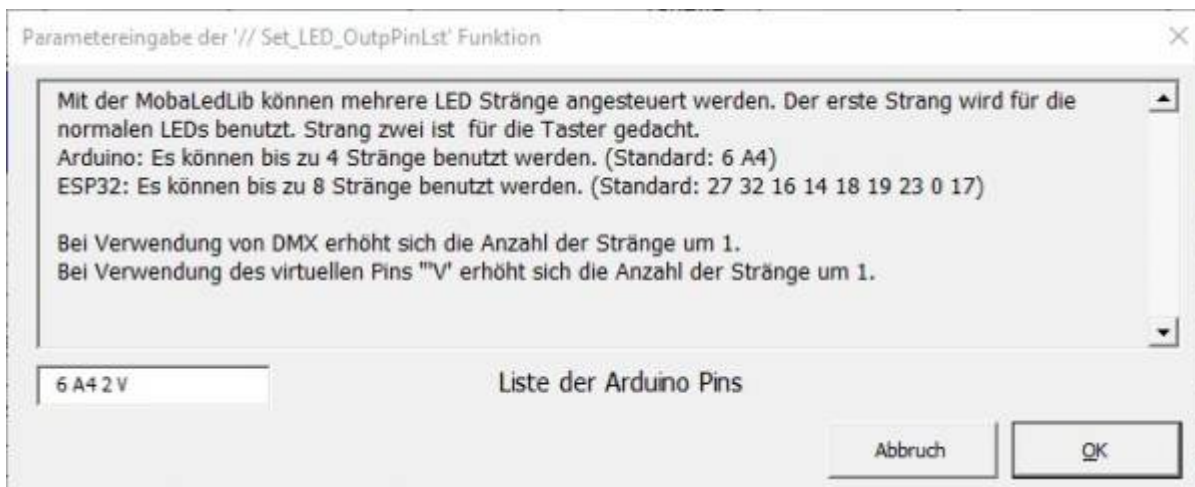 Parametereingabe der '// Set_LED_OutpPinLst' Funktion
Mit der MobaLedLib können mehrere LED Stränge angesteuert werden. Der erste Strang wird für die
normalen LEDs benutzt. Strang zwei ist für die Taster gedacht.
Arduino: Es können bis zu 4 Stränge benutzt werden. (Standard: 6 A4)
ESP32: Es können bis zu 8 Stränge benutzt werden. (Standard: 27 32 16 14 18 19 23 0 17)
Bei Verwendung von DMX erhöht sich die Anzahl der Stränge um 1.
Bei Verwendung des virtuellen Pins "'V' erhöht sich die Anzahl der Stränge um 1.
6 A4 2 V
Liste der Arduino Pins
Abbruch
OK